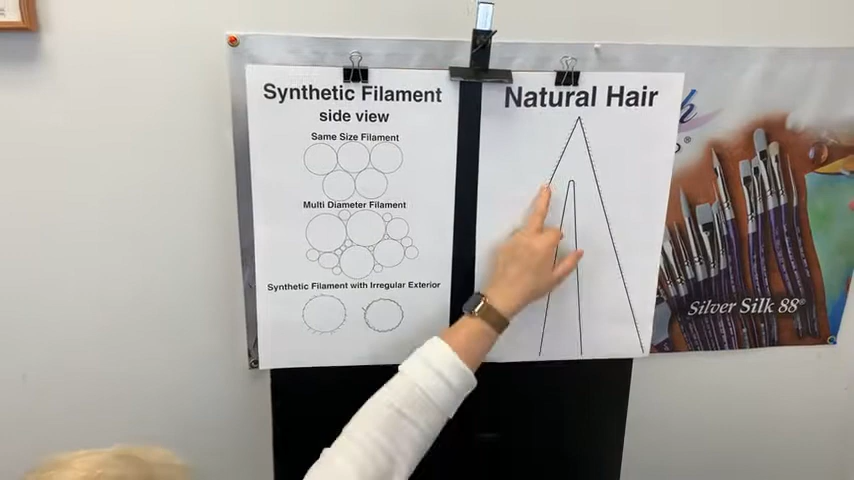 Synthetic Filament
side view
Same Size Filament
Multi Diameter Filament
Synthetic Filament with Irregular Exterior
Natural Hair
Silver Silk 88®